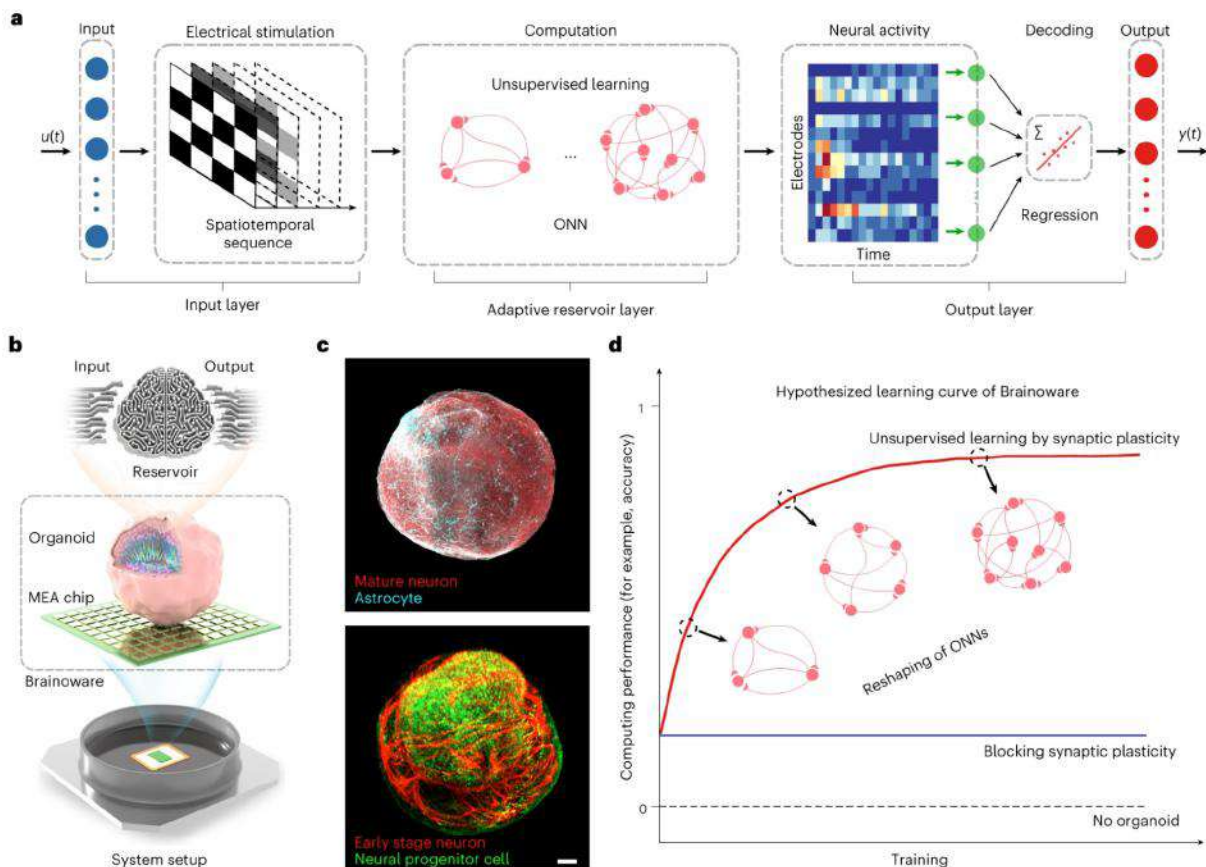 a
Input
Electrical stimulation
Computation
Neural activity
Decoding
Output
u(t)
Spatiotemporal
sequence
Unsupervised learning
...
ONN
Electrodes
Time
Σ
Regression
y(t)
Input layer
Adaptive reservoir layer
Output layer
b
Input
Output
Reservoir
Organoid
MEA chip
Brainoware
System setup
c
Mature neuron
Astrocyte
Early stage neuron
Neural progenitor cell
d
Computing performance (for example, accuracy)
1
0
Hypothesized learning curve of Brainoware
Unsupervised learning by synaptic plasticity
Reshaping of ONNs
Blocking synaptic plasticity
No organoid
Training